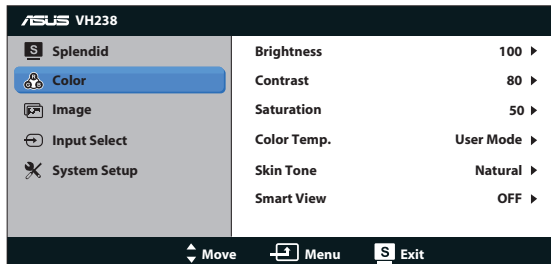 ASUS VH238
S Splendid
Color
Image
Input Select
System Setup
Brightness 100
Contrast 80
Saturation 50
Color Temp. User Mode
Skin Tone Natural
Smart View OFF
Move Menu S Exit